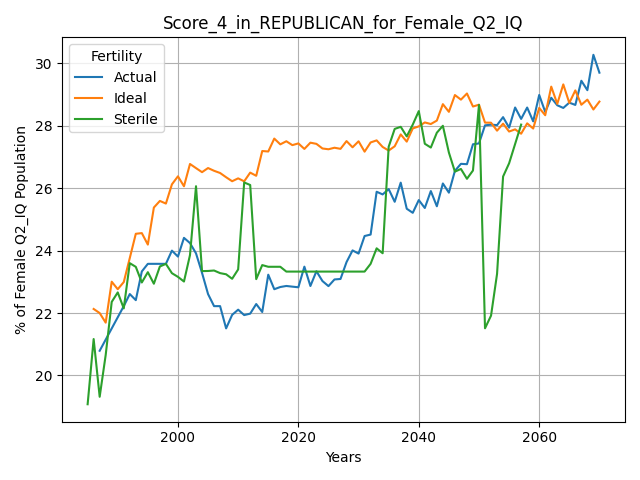 Score_4_in_REPUBLICAN_for_Female_Q2_IQ
Fertility
Actual
Ideal
Sterile
% of Female Q2_IQ Population
30
28
26
24
22
20
2000 2020 2040 2060
Years